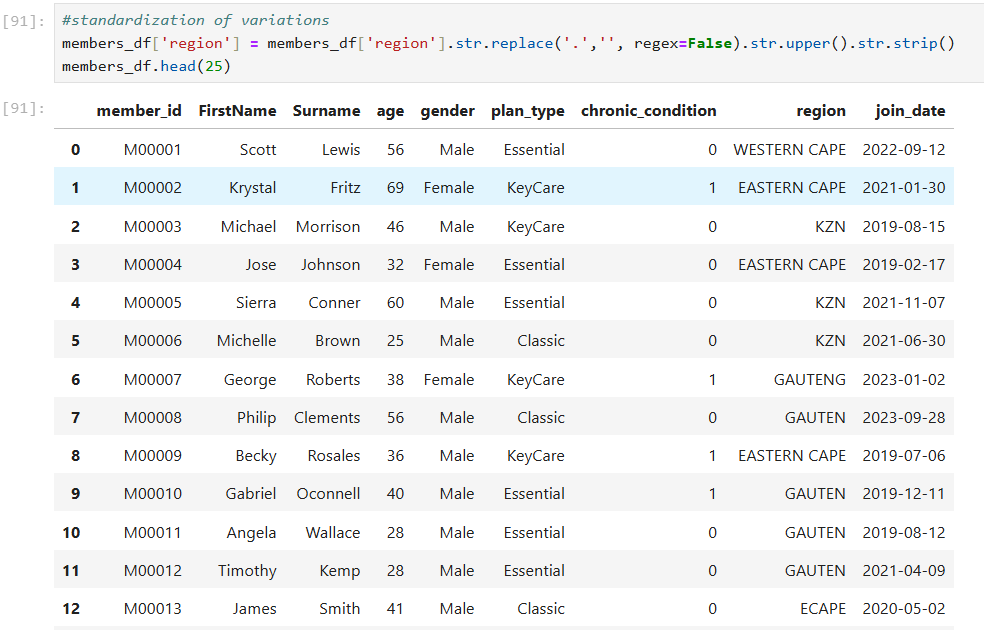 [91]: #standardization of variations
members_df['region'] = members_df['region'].str.replace('.','', regex=False).str.upper().str.strip()
members_df.head(25)
[91]: member_id FirstName Surname age gender plan_type chronic_condition region join_date
0 M00001 Scott Lewis 56 Male Essential 0 WESTERN CAPE 2022-09-12
1 M00002 Krystal Fritz 69 Female KeyCare 1 EASTERN CAPE 2021-01-30
2 M00003 Michael Morrison 46 Male KeyCare 0 KZN 2019-08-15
3 M00004 Jose Johnson 32 Female Essential 0 EASTERN CAPE 2019-02-17
4 M00005 Sierra Conner 60 Male Essential 0 KZN 2021-11-07
5 M00006 Michelle Brown 25 Male Classic 0 KZN 2021-06-30
6 M00007 George Roberts 38 Female KeyCare 1 GAUTENG 2023-01-02
7 M00008 Philip Clements 56 Male Classic 0 GAUTEN 2023-09-28
8 M00009 Becky Rosales 36 Male KeyCare 1 EASTERN CAPE 2019-07-06
9 M00010 Gabriel Oconnell 40 Male Essential 1 GAUTEN 2019-12-11
10 M00011 Angela Wallace 28 Male Essential 0 GAUTEN 2019-08-12
11 M00012 Timothy Kemp 28 Male Essential 0 GAUTEN 2021-04-09
12 M00013 James Smith 41 Male Classic 0 ECAPE 2020-05-02